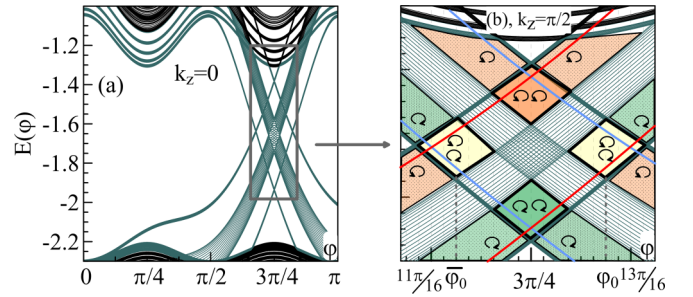 E(φ)
-1.2
-1.4
-1.6
-1.8
-2
-2.2
(a)
k_z=0
0
π/4
π/2
3π/4
π
φ
(b), k_z=π/2
11π/16
φ̄₀
3π/4
φ₀
13π/16
φ